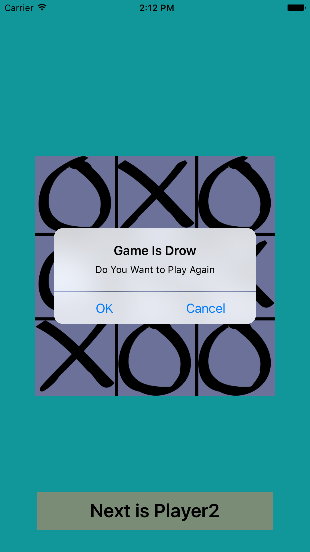 Carrier 2:12 PM
Game Is Drow
Do You Want to Play Again
OK Cancel
Next is Player2